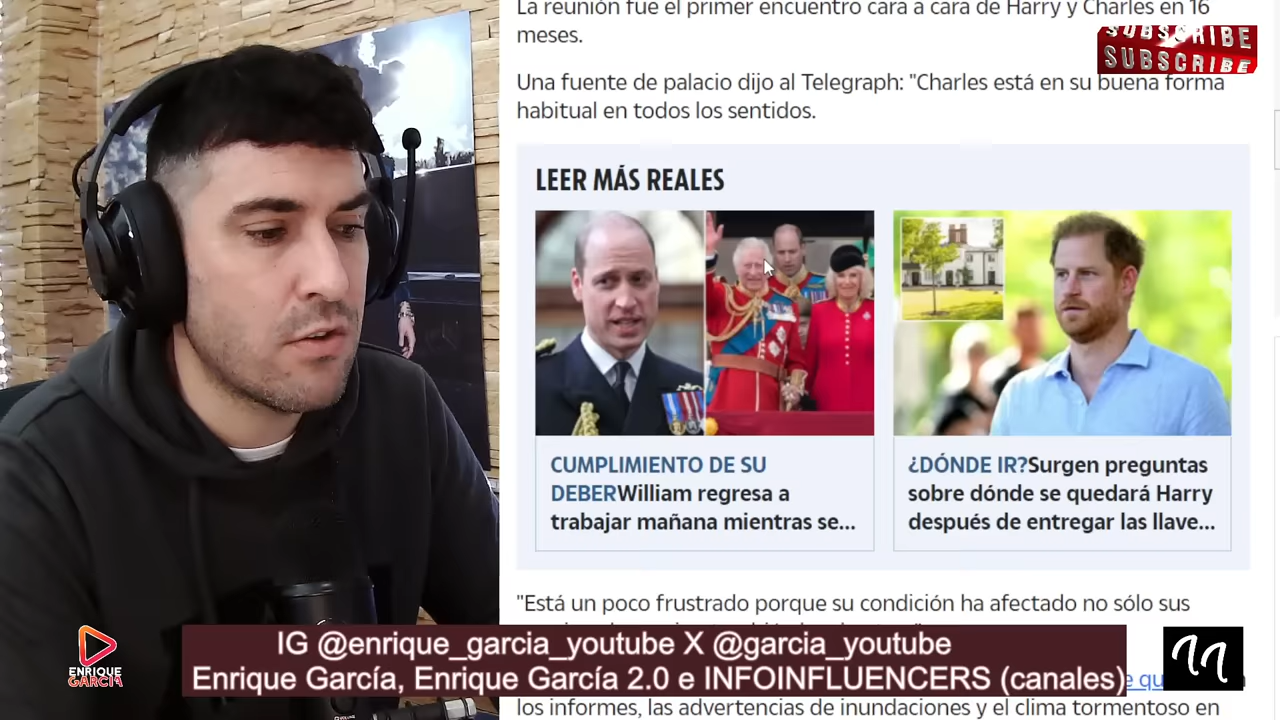 La reunión fue el primer encuentro cara a cara de Harry y Charles en 16
meses.
SUBSCRIBE
SUBSCRIBE
Una fuente de palacio dijo al Telegraph: "Charles está en su buena forma
habitual en todos los sentidos.
LEER MÁS REALES
CUMPLIMIENTO DE SU
DEBERWilliam regresa a
trabajar mañana mientras se...
¿DÓNDE IR?Surgen preguntas
sobre dónde se quedará Harry
después de entregar las llave...
"Está un poco frustrado porque su condición ha afectado no sólo sus
IG @enrique_garcia_youtube X @garcia_youtube
Enrique García, Enrique García 2.0 e INFOINFLUENCERS (canales)
ENRIQUE
GARCÍA
los informes, las advertencias de inundaciones y el clima tormentoso en